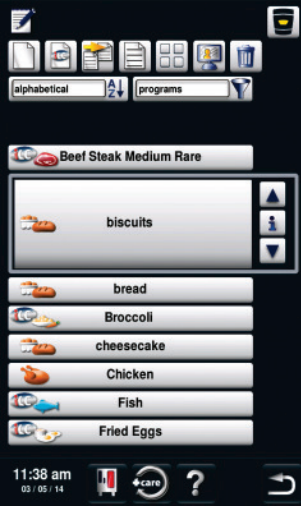 alphabetical programs
Beef Steak Medium Rare
biscuits
bread
Broccoli
cheesecake
Chicken
Fish
Fried Eggs
11:38 am
03 / 05 / 14
care